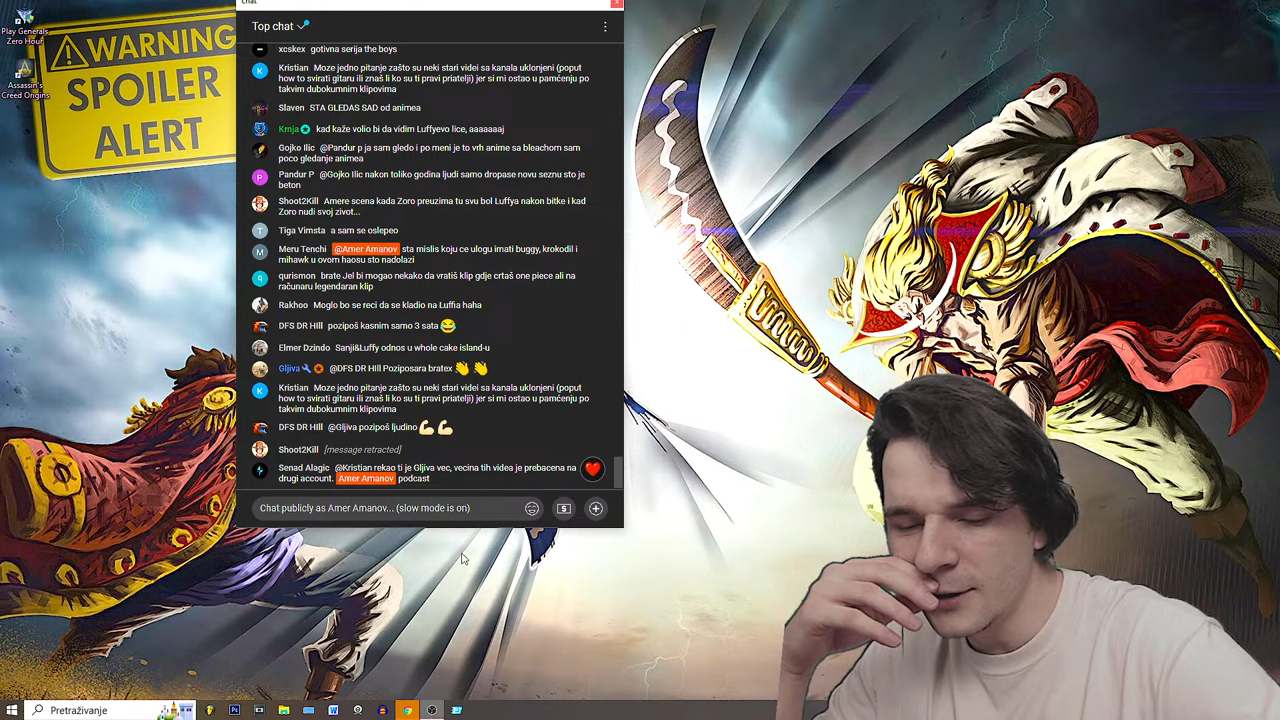 Play Generals
Zero Hour
Assassin's
Creed Origins
WARNING
SPOILER
ALERT
Top chat
xcskex gotivna serija the boys
K
Kristian Moze jedno pitanje zašto su neki stari videi sa kanala uklonjeni (poput
how to svirati gitaru ili znaš li ko su ti pravi priatelji) jer si mi ostao u pamćenju po
takvim dubokumnim klipovima
Slaven STA GLEDAS SAD od animea
Krnja kad kaže volio bi da vidim Luffyevo lice, aaaaaaaj
Gojko Ilic @Pandur p ja sam gledo i po meni je to vrh anime sa bleachom sam
poco gledanje animea
P
Pandur P @Gojko Ilic nakon toliko godina ljudi samo dropase novu seznu sto je
beton
Shoot2Kill Amere scena kada Zoro preuzima tu svu bol Luffya nakon bitke i kad
Zoro nudi svoj zivot...
T
Tiga Vimsta a sam se oslepeo
M
Meru Tenchi @Amer Amanov sta mislis koju ce ulogu imati buggy, krokodil i
mihawk u ovom haosu sto nadolazi
q
qurismon brate Jel bi mogao nekako da vratiš klip gdje crtaš one piece ali na
računaru legendaran klip
Rakhoo Moglo bo se reci da se kladio na Luffia haha
DFS DR HIll pozipoš kasnim samo 3 sata 😂
Elmer Dzindo Sanji&Luffy odnos u whole cake island-u
Gljiva @DFS DR HIll Poziposara bratex 👏 👏
K
Kristian Moze jedno pitanje zašto su neki stari videi sa kanala uklonjeni (poput
how to svirati gitaru ili znaš li ko su ti pravi priatelji) jer si mi ostao u pamćenju po
takvim dubokumnim klipovima
DFS DR HIll @Gljiva pozipoš ljudino 💪 💪
Shoot2Kill [message retracted]
Senad Alagic @Kristian rekao ti je Gljiva vec, vecina tih videa je prebacena na
drugi account. Amer Amanov podcast
Chat publicly as Amer Amanov... (slow mode is on)
Pretraživanje